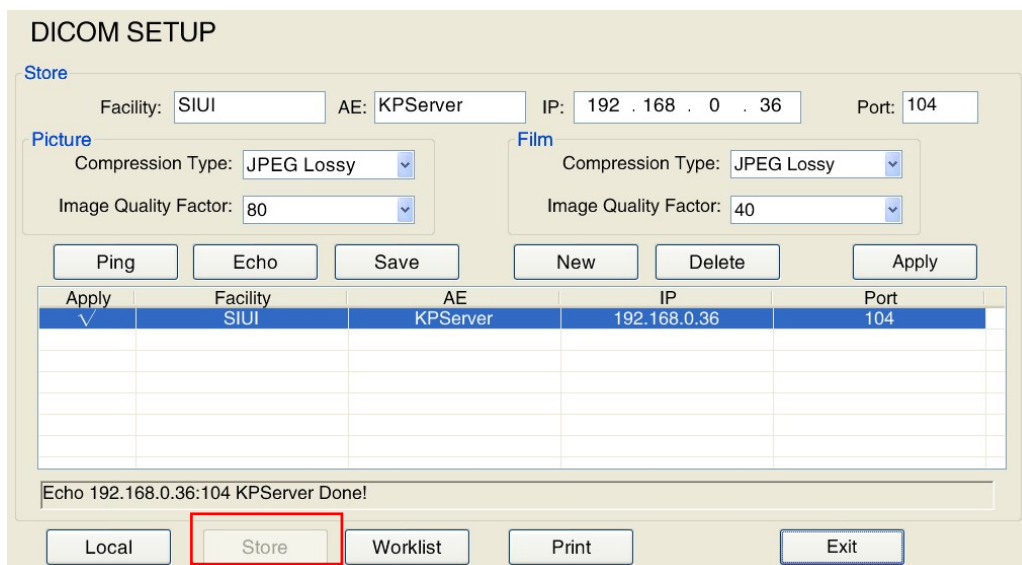 DICOM SETUP
Store
Facility: SIUI AE: KPServer IP: 192 . 168 . 0 . 36 Port: 104
Picture Film
Compression Type: JPEG Lossy Compression Type: JPEG Lossy
Image Quality Factor: 80 Image Quality Factor: 40
Ping Echo Save New Delete Apply
Apply Facility AE IP Port
√ SIUI KPServer 192.168.0.36 104
Echo 192.168.0.36:104 KPServer Done!
Local Store Worklist Print Exit